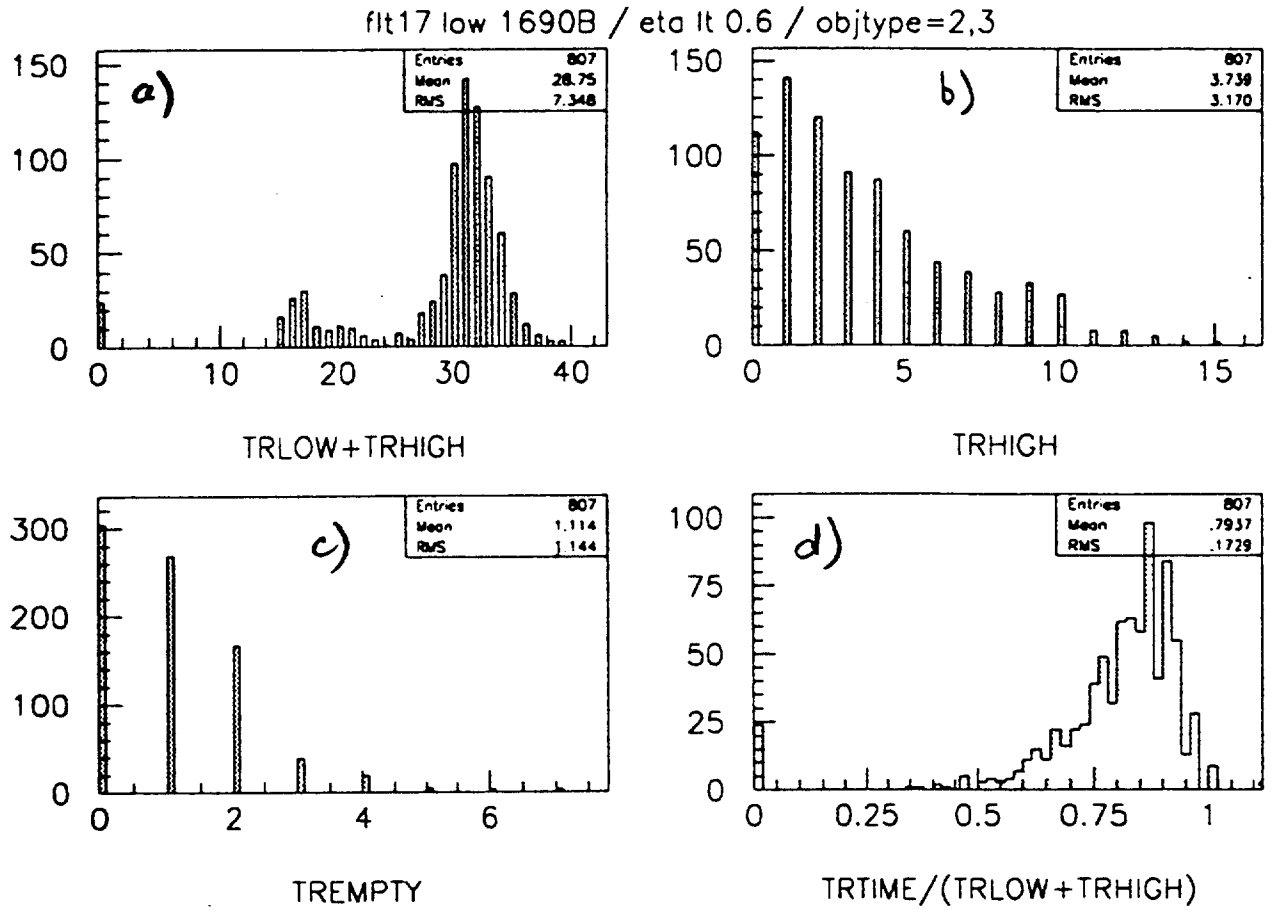 flt17 low 1690B / eta lt 0.6 / objtype=2,3
a)
Entries 807
Mean 28.75
RMS 7.348
150
100
50
0
0 10 20 30 40
TRLOW+TRHIGH
b)
Entries 807
Mean 3.739
RMS 3.170
150
100
50
0
0 5 10 15
TRHIGH
c)
Entries 807
Mean 1.114
RMS 1.144
300
200
100
0
0 2 4 6
TREMPTY
d)
Entries 807
Mean .7937
RMS .1729
100
75
50
25
0
0 0.25 0.5 0.75 1
TRTIME/(TRLOW+TRHIGH)